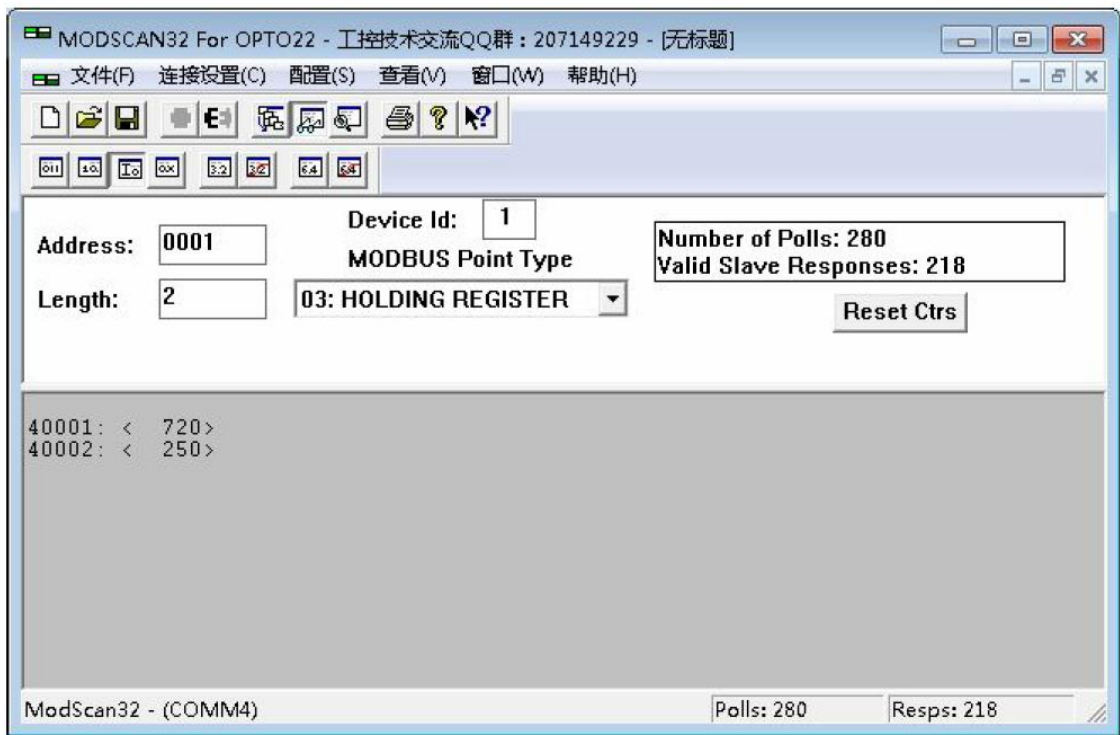 MODSCAN32 For OPTO22 - 工控技术交流QQ群：207149229 - [无标题]
文件(F) 连接设置(C) 配置(S) 查看(V) 窗口(W) 帮助(H)
Device Id: 1
Address: 0001
MODBUS Point Type
Number of Polls: 280
Valid Slave Responses: 218
Length: 2
03: HOLDING REGISTER
Reset Ctrs
40001: <  720>
40002: <  250>
ModScan32 - (COMM4)
Polls: 280
Resps: 218